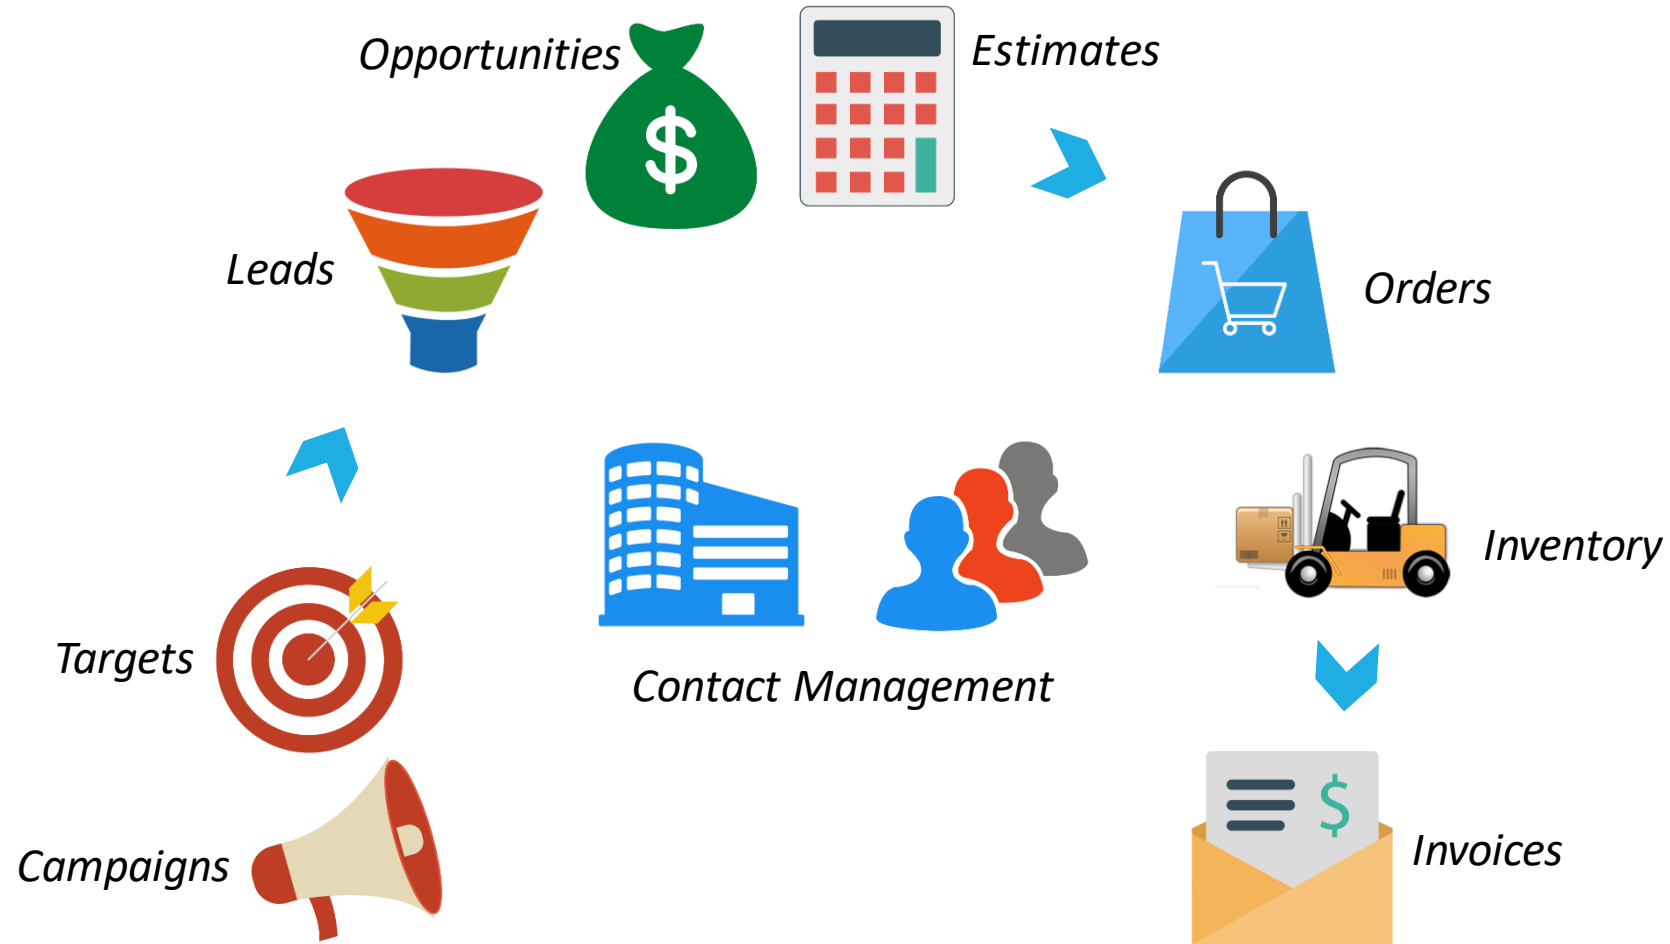 Opportunities
Estimates
$
Leads
Orders
Inventory
Targets
Contact Management
$
Campaigns
Invoices